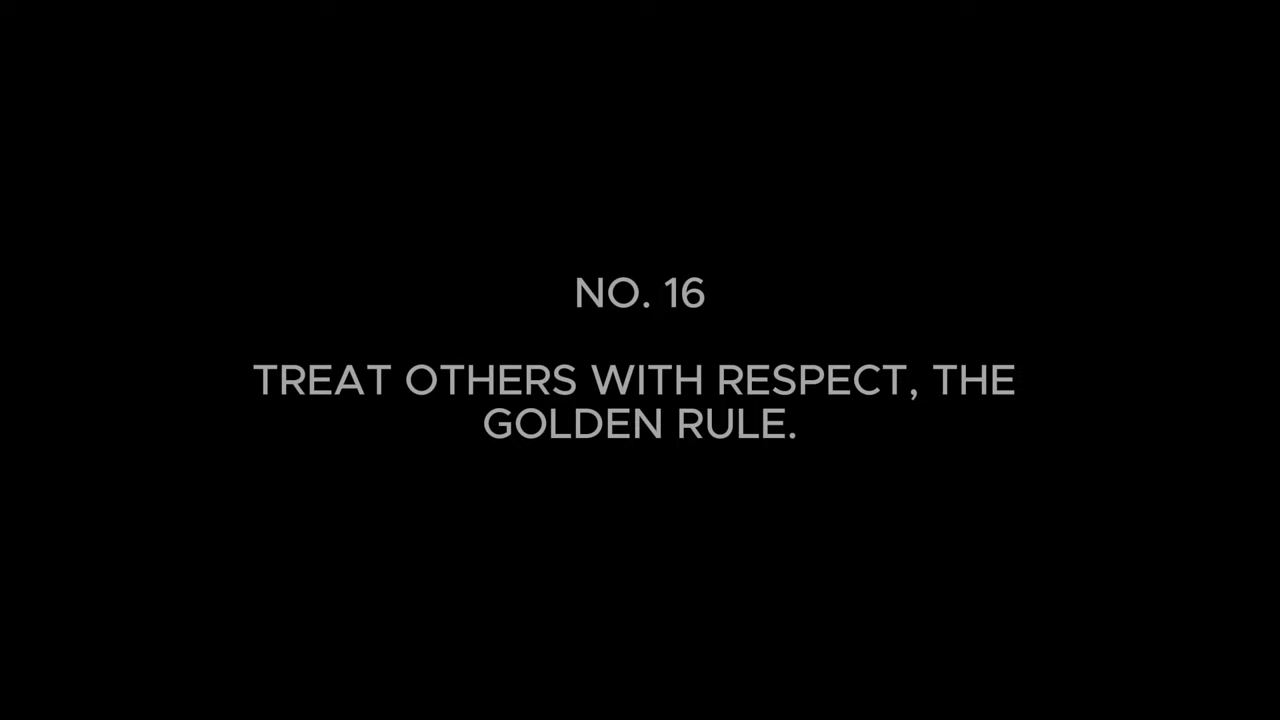 NO. 16
TREAT OTHERS WITH RESPECT, THE
GOLDEN RULE.